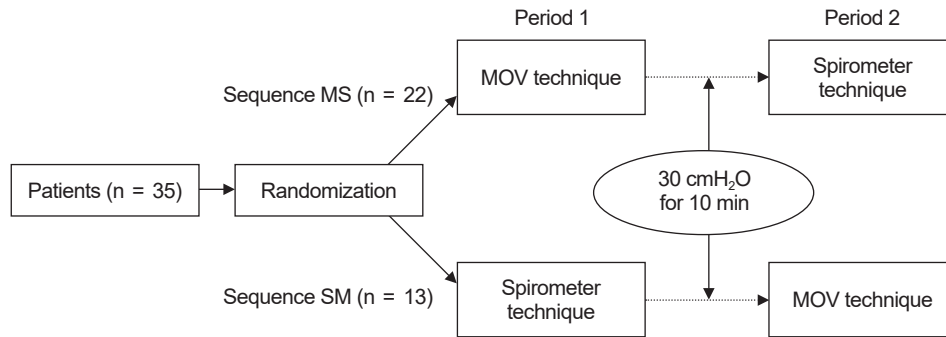 Period 1
Period 2
Sequence MS (n = 22)
MOV technique
Spirometer
technique
Patients (n = 35)
Randomization
30 cmH₂O
for 10 min
Sequence SM (n = 13)
Spirometer
technique
MOV technique